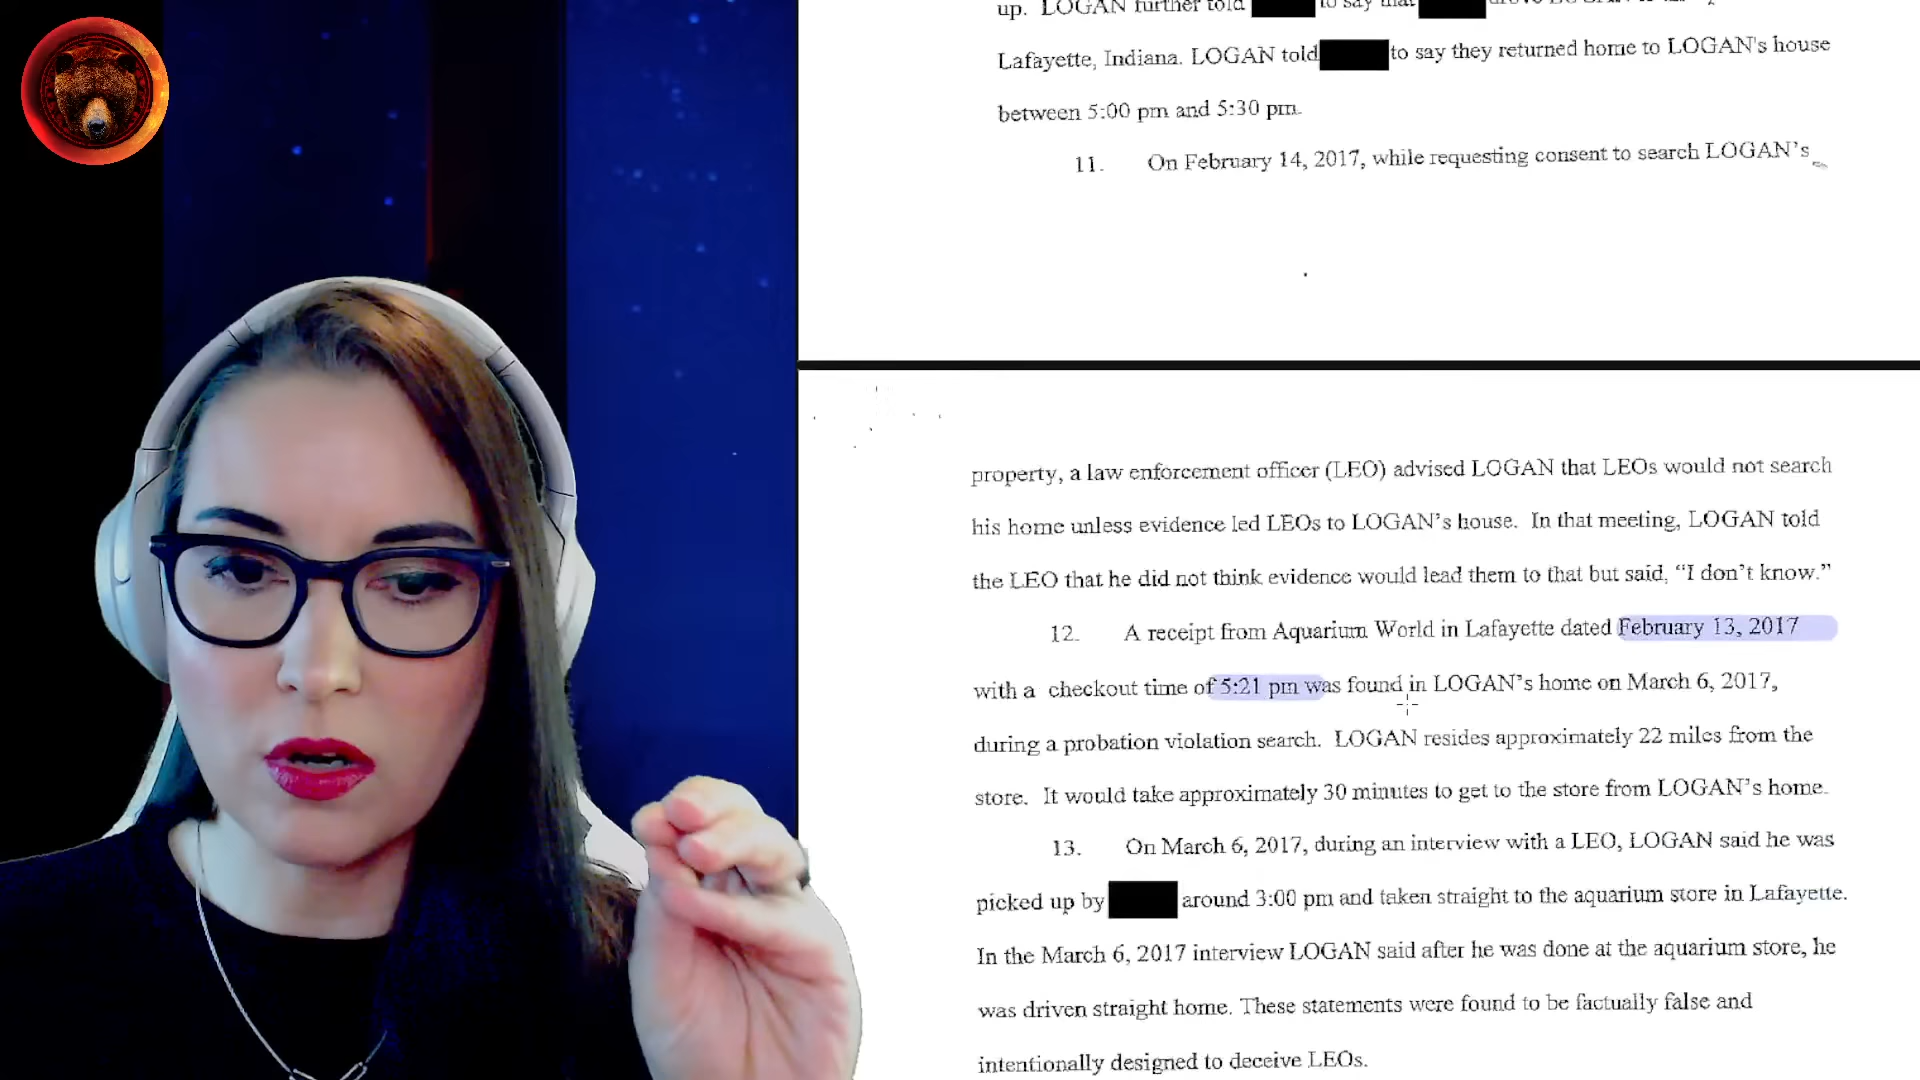 up. LOGAN further told to say that
Lafayette, Indiana. LOGAN told to say they returned home to LOGAN's house
between 5:00 pm and 5:30 pm.
11. On February 14, 2017, while requesting consent to search LOGAN's
property, a law enforcement officer (LEO) advised LOGAN that LEOs would not search
his home unless evidence led LEOs to LOGAN's house. In that meeting, LOGAN told
the LEO that he did not think evidence would lead them to that but said, "I don't know."
12. A receipt from Aquarium World in Lafayette dated February 13, 2017
with a checkout time of 5:21 pm was found in LOGAN's home on March 6, 2017,
during a probation violation search. LOGAN resides approximately 22 miles from the
store. It would take approximately 30 minutes to get to the store from LOGAN's home.
13. On March 6, 2017, during an interview with a LEO, LOGAN said he was
picked up by around 3:00 pm and taken straight to the aquarium store in Lafayette.
In the March 6, 2017 interview LOGAN said after he was done at the aquarium store, he
was driven straight home. These statements were found to be factually false and
intentionally designed to deceive LEOs.